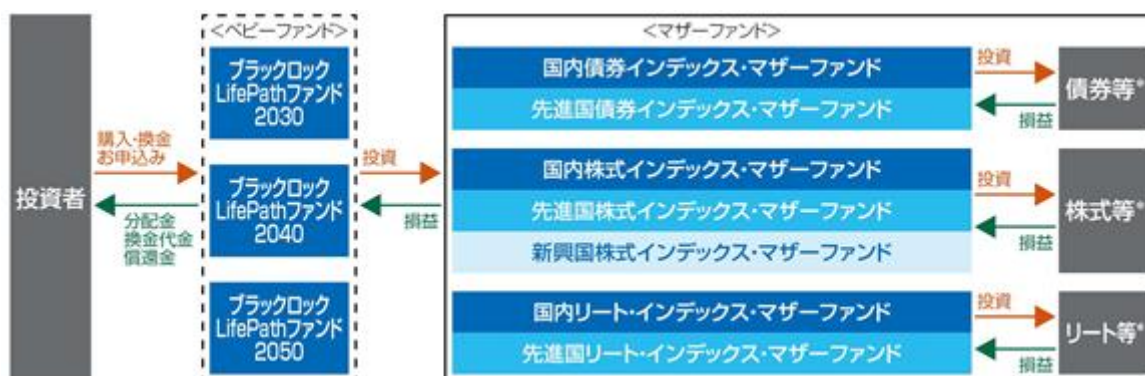 <ベビーファンド>
<マザーファンド>
投資者
購入・換金
お申込み
分配金
換金代金
償還金
ブラックロック
LifePathファンド
2030
ブラックロック
LifePathファンド
2040
ブラックロック
LifePathファンド
2050
投資
損益
国内債券インデックス・マザーファンド
先進国債券インデックス・マザーファンド
投資
損益
債券等*
国内株式インデックス・マザーファンド
先進国株式インデックス・マザーファンド
新興国株式インデックス・マザーファンド
投資
損益
株式等*
国内リート・インデックス・マザーファンド
先進国リート・インデックス・マザーファンド
投資
損益
リート等*